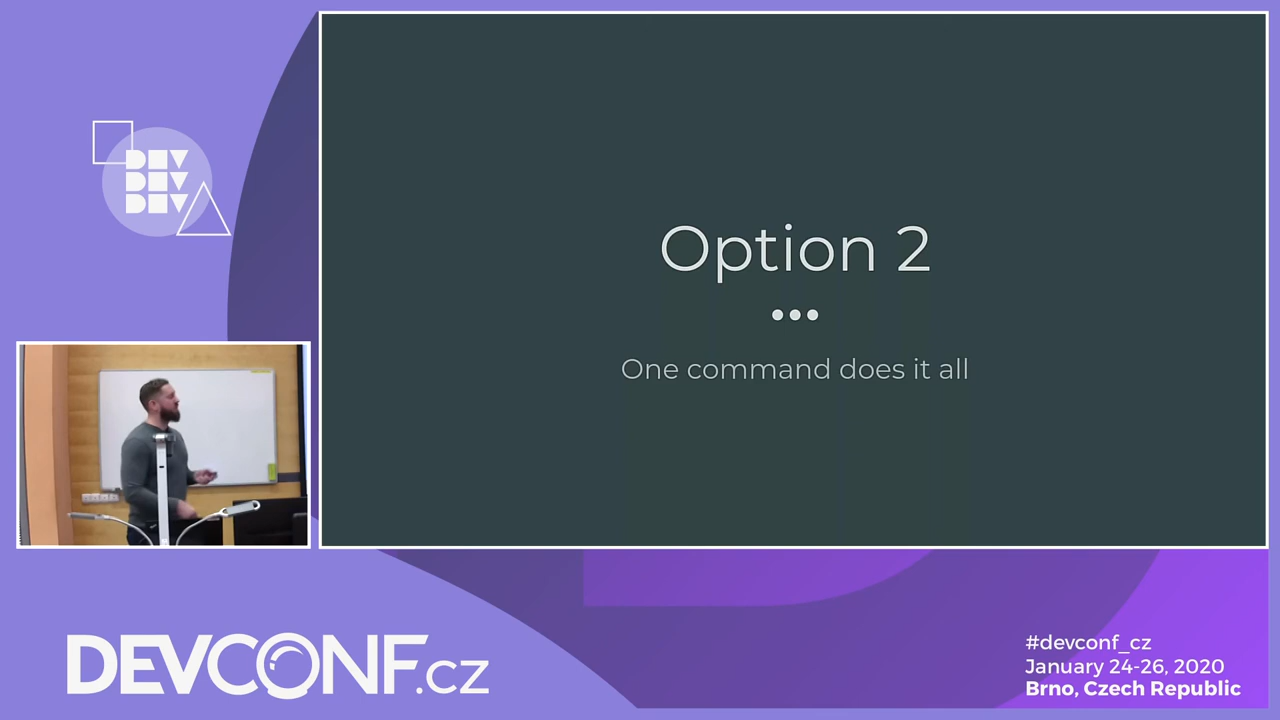 DEV
DEV
DEV
Option 2
One command does it all
DEVCONF.cz
#devconf_cz
January 24-26, 2020
Brno, Czech Republic